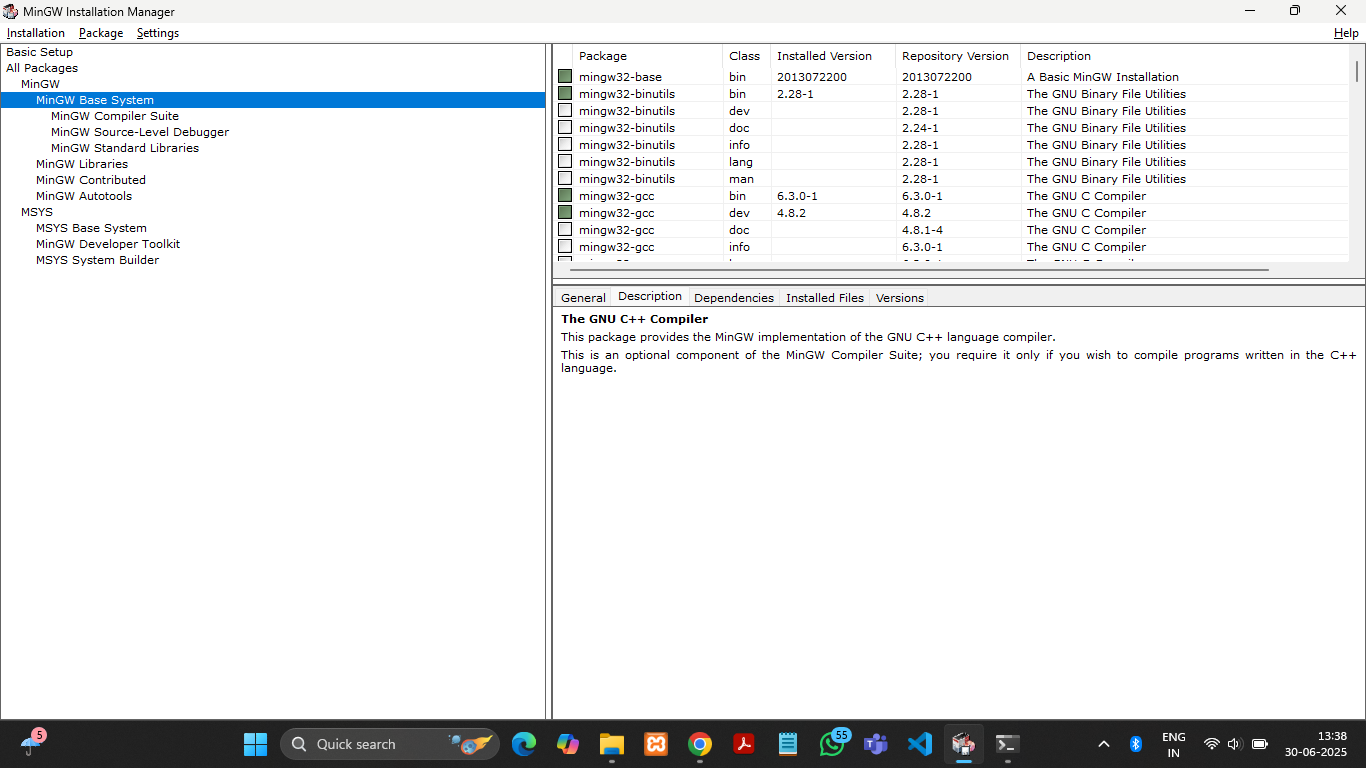 MinGW Installation Manager
Installation Package Settings Help
Basic Setup
All Packages
MinGW
MinGW Base System
MinGW Compiler Suite
MinGW Source-Level Debugger
MinGW Standard Libraries
MinGW Libraries
MinGW Contributed
MinGW Autotools
MSYS
MSYS Base System
MinGW Developer Toolkit
MSYS System Builder
Package Class Installed Version Repository Version Description
mingw32-base bin 2013072200 2013072200 A Basic MinGW Installation
mingw32-binutils bin 2.28-1 2.28-1 The GNU Binary File Utilities
mingw32-binutils dev 2.28-1 The GNU Binary File Utilities
mingw32-binutils doc 2.24-1 The GNU Binary File Utilities
mingw32-binutils info 2.28-1 The GNU Binary File Utilities
mingw32-binutils lang 2.28-1 The GNU Binary File Utilities
mingw32-binutils man 2.28-1 The GNU Binary File Utilities
mingw32-gcc bin 6.3.0-1 6.3.0-1 The GNU C Compiler
mingw32-gcc dev 4.8.2 4.8.2 The GNU C Compiler
mingw32-gcc doc 4.8.1-4 The GNU C Compiler
mingw32-gcc info 6.3.0-1 The GNU C Compiler
General Description Dependencies Installed Files Versions
The GNU C++ Compiler
This package provides the MinGW implementation of the GNU C++ language compiler.
This is an optional component of the MinGW Compiler Suite; you require it only if you wish to compile programs written in the C++
language.
5
Quick search
55
ENG
IN
13:38
30-06-2025